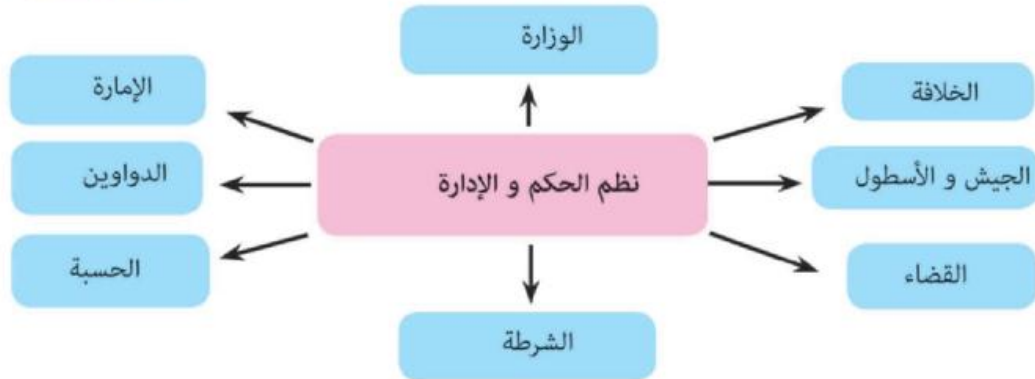 الوزارة
الخلافة
الإمارة
نظم الحكم و الإدارة
الجيش و الأسطول
الدواوين
القضاء
الحسبة
الشرطة